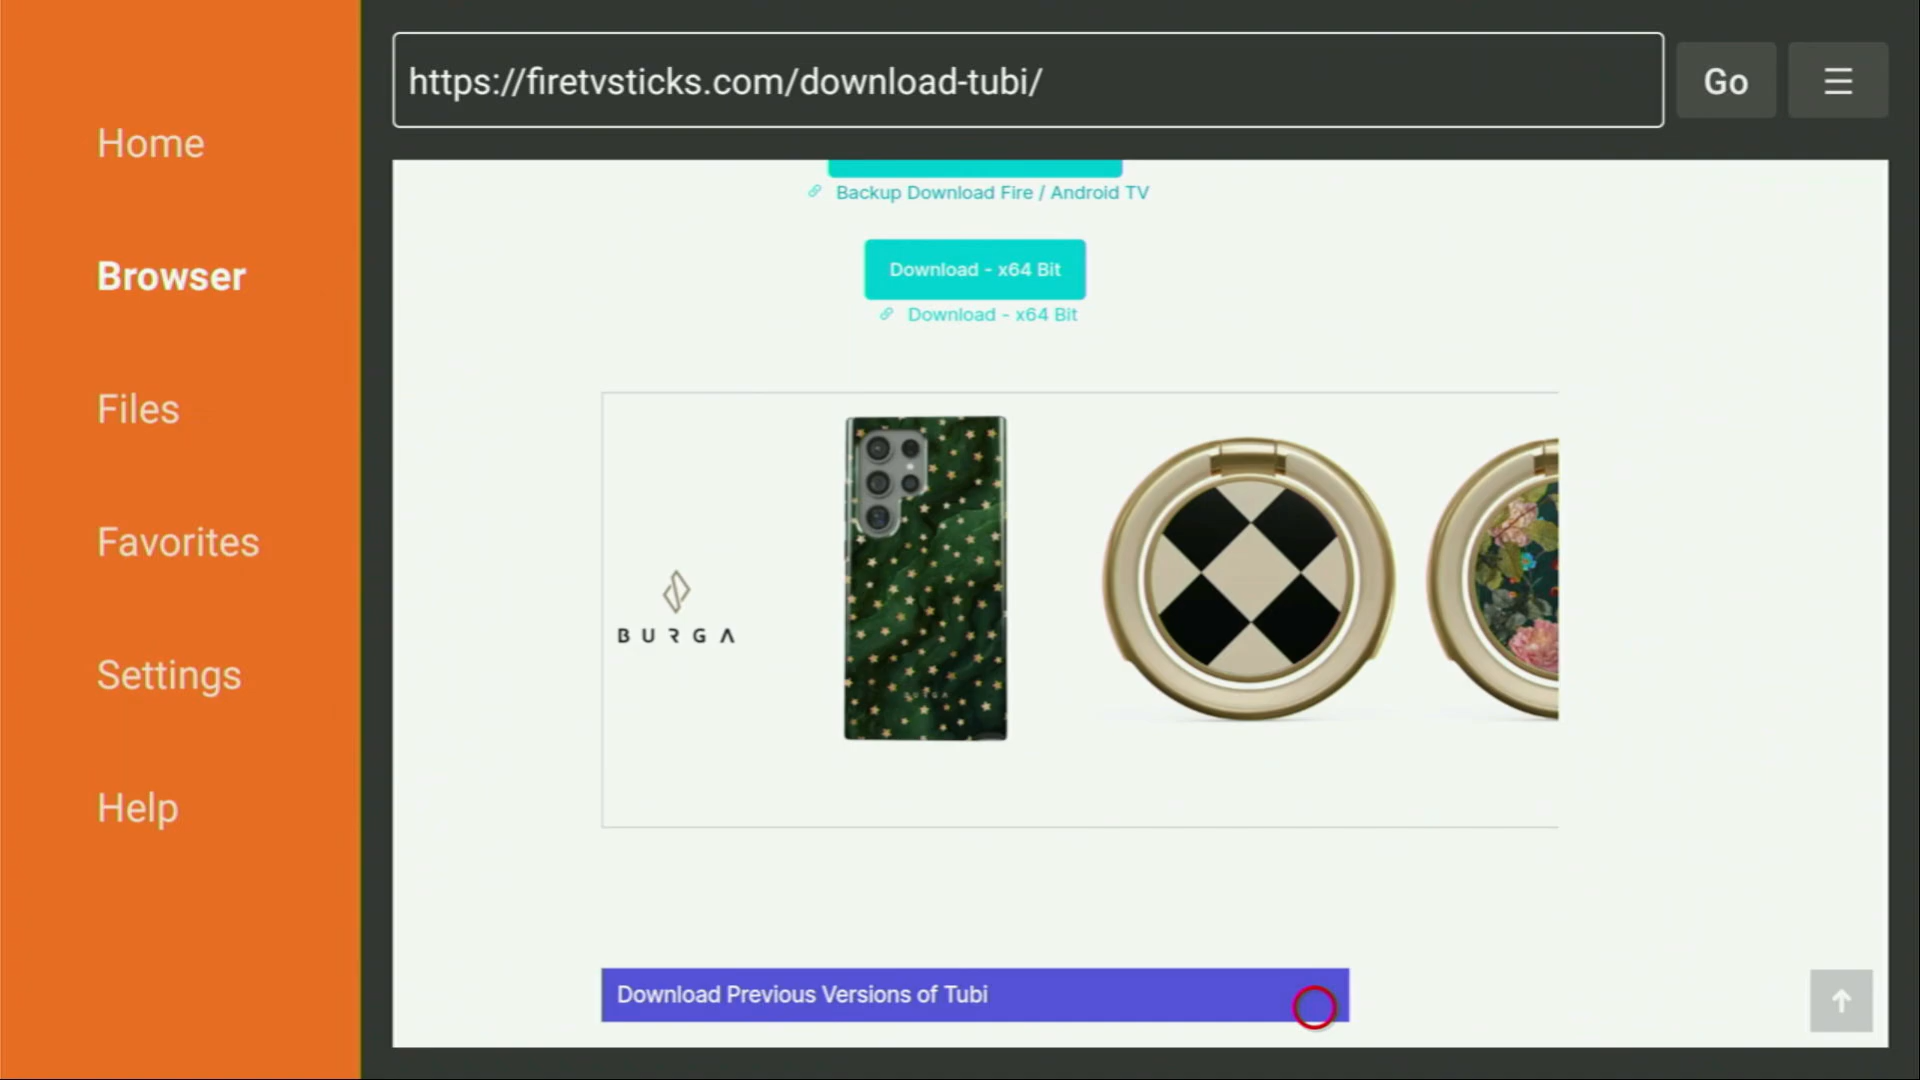 https://firetvsticks.com/download-tubi/
Go
Home
Browser
Files
Favorites
Settings
Help
Backup Download Fire / Android TV
Download - x64 Bit
Download - x64 Bit
BURGA
BURGA
Download Previous Versions of Tubi